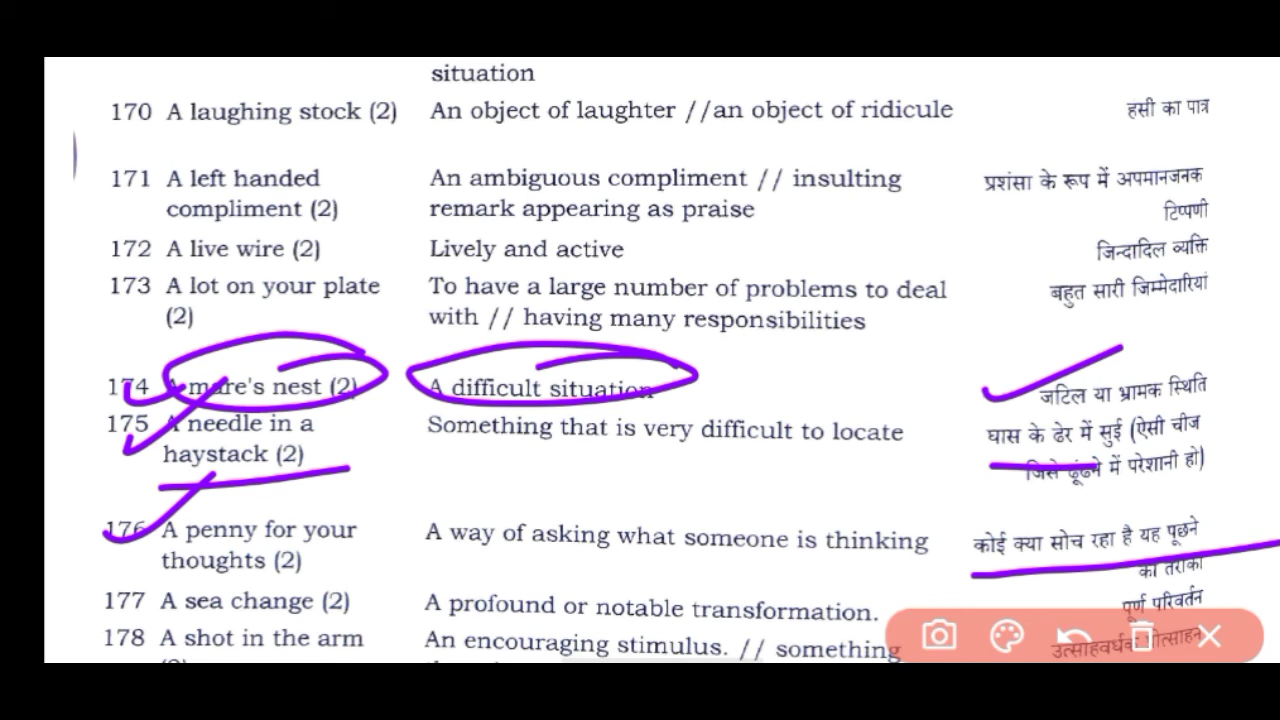 situation
170 A laughing stock (2) An object of laughter //an object of ridicule हसी का पात्र
171 A left handed An ambiguous compliment // insulting प्रशंसा के रूप में अपमानजनक
compliment (2) remark appearing as praise टिप्पणी
172 A live wire (2) Lively and active जिन्दादिल व्यक्ति
173 A lot on your plate To have a large number of problems to deal बहुत सारी जिम्मेदारियां
(2) with // having many responsibilities
174 A mare's nest (2) A difficult situation जटिल या भ्रामक स्थिति
175 A needle in a Something that is very difficult to locate घास के ढेर में सुई (ऐसी चीज
haystack (2) जिसे ढूंढने में परेशानी हो)
176 A penny for your A way of asking what someone is thinking कोई क्या सोच रहा है यह पूछने
thoughts (2) का तरीका
177 A sea change (2) A profound or notable transformation. पूर्ण परिवर्तन
178 A shot in the arm An encouraging stimulus. // something